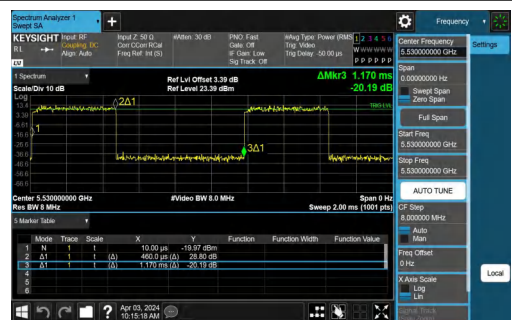 Spectrum Analyzer 1
Swept SA
Frequency
KEYSIGHT Input: RF
Coupling: DC
Align: Auto
Input Z: 50 Ω
Corr CCorr RCal
Freq Ref: Int (S)
#Atten: 30 dB
PNO: Fast
Gate: Off
IF Gain: Low
Sig Track: Off
#Avg Type: Power (RMS
Trig: Video
Trig Delay: -50.00 µs
1 2 3 4 5 6
W W W W W W
P P P P P P
RL
LXI
1 Spectrum
Scale/Div 10 dB
Log
Ref Lvl Offset 3.39 dB
Ref Level 23.39 dBm
ΔMkr3 1.170 ms
-20.19 dB
13.4
3.39
-6.61
-16.6
-26.6
-36.6
-46.6
-56.6
-66.6
2Δ1
1
3Δ1
TRIG LVL
Center 5.530000000 GHz
Res BW 8 MHz
#Video BW 8.0 MHz
Span 0 Hz
Sweep 2.00 ms (1001 pts)
5 Marker Table
Mode Trace Scale X Y Function Function Width Function Value
1 N 1 t 10.00 µs -19.97 dBm
2 Δ1 1 t (Δ) 460.0 µs (Δ) 28.80 dB
3 Δ1 1 t (Δ) 1.170 ms (Δ) -20.19 dB
4
5
6
Apr 03, 2024
10:15:18 AM
Center Frequency
5.530000000 GHz
Span
0.00000000 Hz
Swept Span
Zero Span
Full Span
Start Freq
5.530000000 GHz
Stop Freq
5.530000000 GHz
AUTO TUNE
CF Step
8.000000 MHz
Auto
Man
Freq Offset
0 Hz
X Axis Scale
Log
Lin
Signal Track
Settings
Local